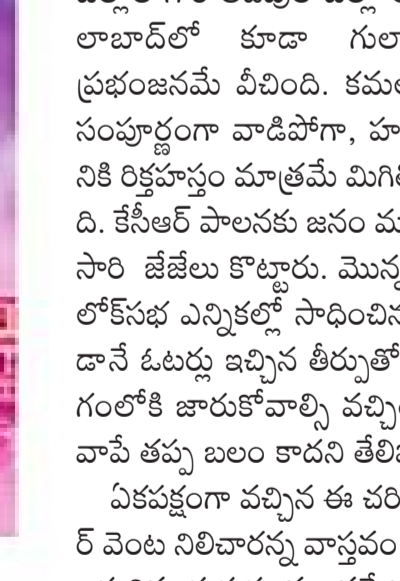 లాబాద్‌లో కూడా గులా
ప్రభంజనమే వీచింది. కమల
సంపూర్ణంగా వాడిపోగా, హ
నికి రిక్తహస్తం మాత్రమే మిగిలి
ది. కేసీఆర్ పాలనకు జనం మ
సారి జేజేలు కొట్టారు. మొన్న
లోక్‌సభ ఎన్నికల్లో సాధించిన
డానే ఓటర్లు ఇచ్చిన తీర్పుతో
గంలోకి జారుకోవాల్సి వచ్చి
వాపే తప్ప బలం కాదని తేలి
ఏకపక్షంగా వచ్చిన ఈ చరి
ర్ వెంట నిలిచారన్న వాస్తవం